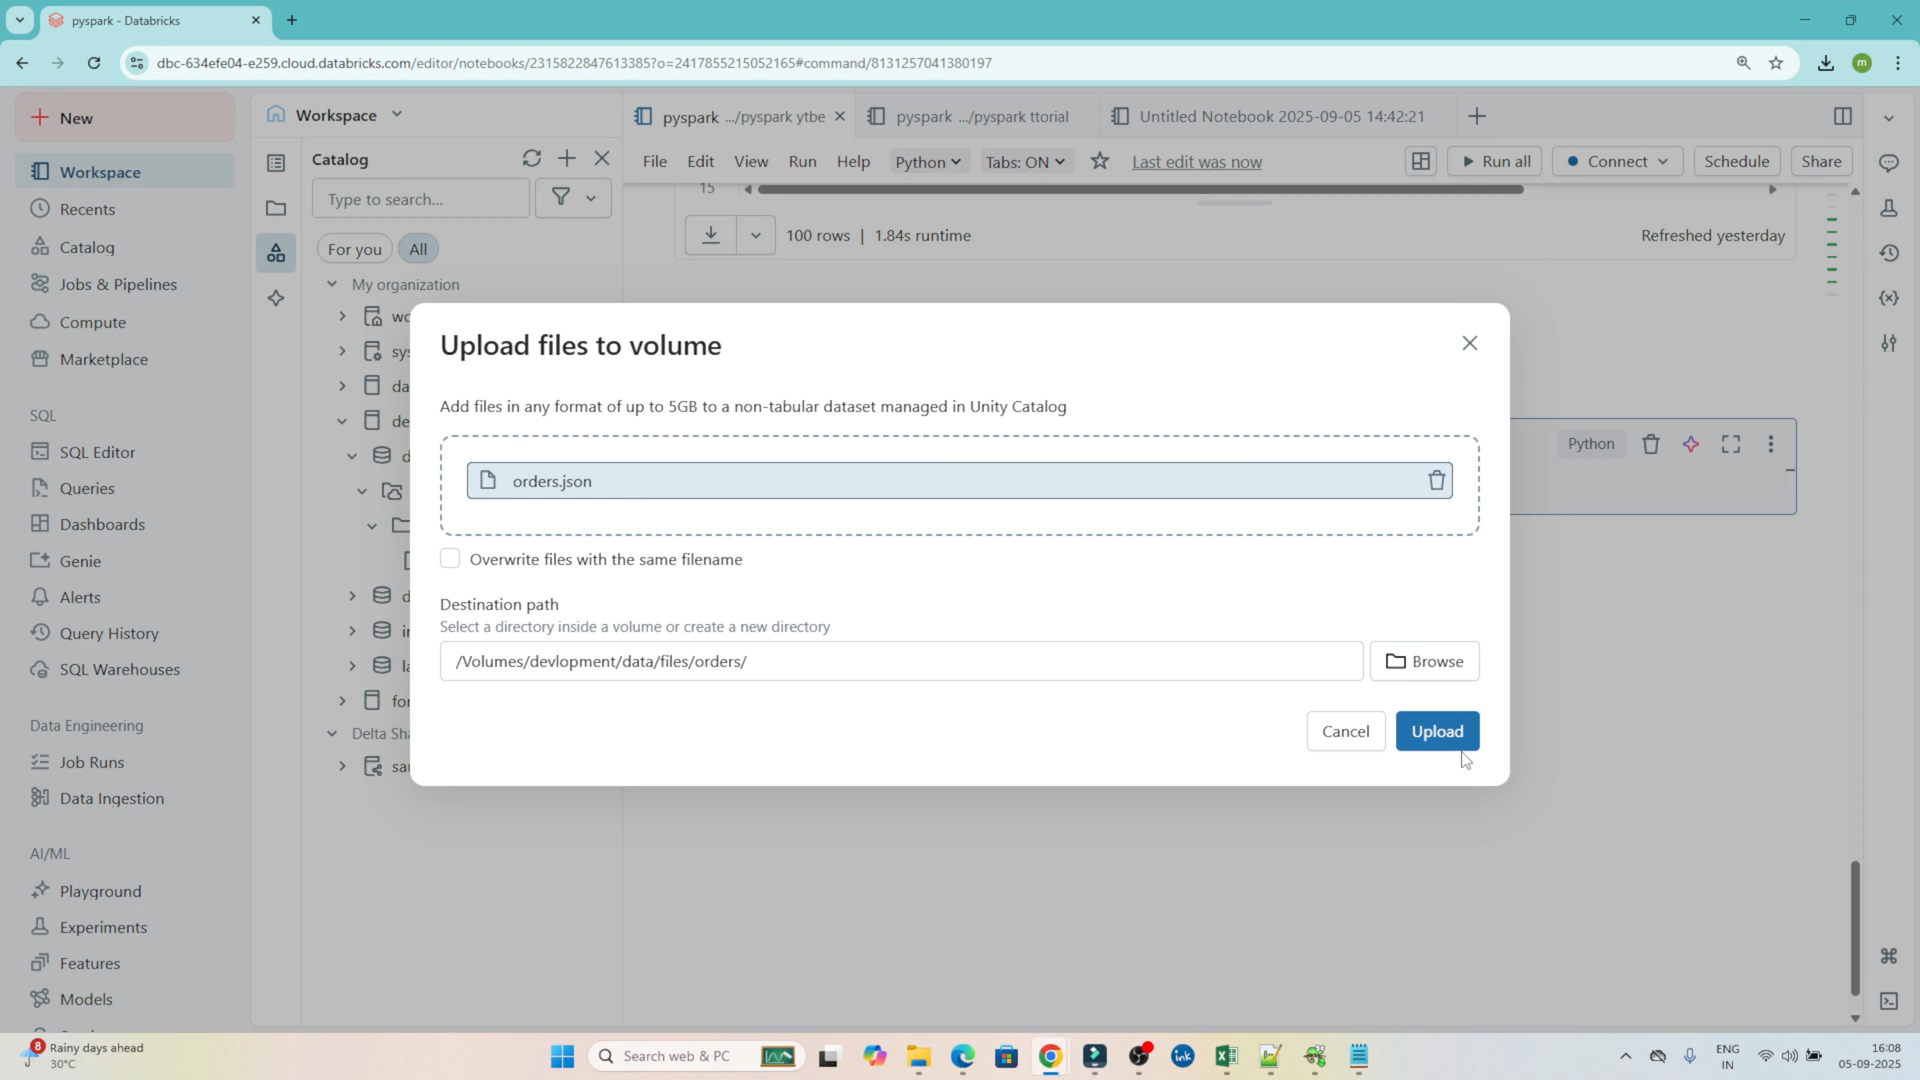 pyspark - Databricks
dbc-634efe04-e259.cloud.databricks.com/editor/notebooks/2315822847613385?o=2417855215052165#command/8131257041380197
m
New
Workspace
Recents
Catalog
Jobs & Pipelines
Compute
Marketplace
SQL
SQL Editor
Queries
Dashboards
Genie
Alerts
Query History
SQL Warehouses
Data Engineering
Job Runs
Data Ingestion
AI/ML
Playground
Experiments
Features
Models
Workspace
Catalog
Type to search...
For you
All
My organization
Delta Sha
pyspark .../pyspark ytbe
pyspark .../pyspark ttorial
Untitled Notebook 2025-09-05 14:42:21
File Edit View Run Help Python Tabs: ON Last edit was now
Run all
Connect
Schedule
Share
15
100 rows | 1.84s runtime
Refreshed yesterday
Python
Upload files to volume
Add files in any format of up to 5GB to a non-tabular dataset managed in Unity Catalog
orders.json
Overwrite files with the same filename
Destination path
Select a directory inside a volume or create a new directory
/Volumes/devlopment/data/files/orders/
Browse
Cancel
Upload
8
Rainy days ahead
30°C
Search web & PC
ink
ENG
IN
16:08
05-09-2025